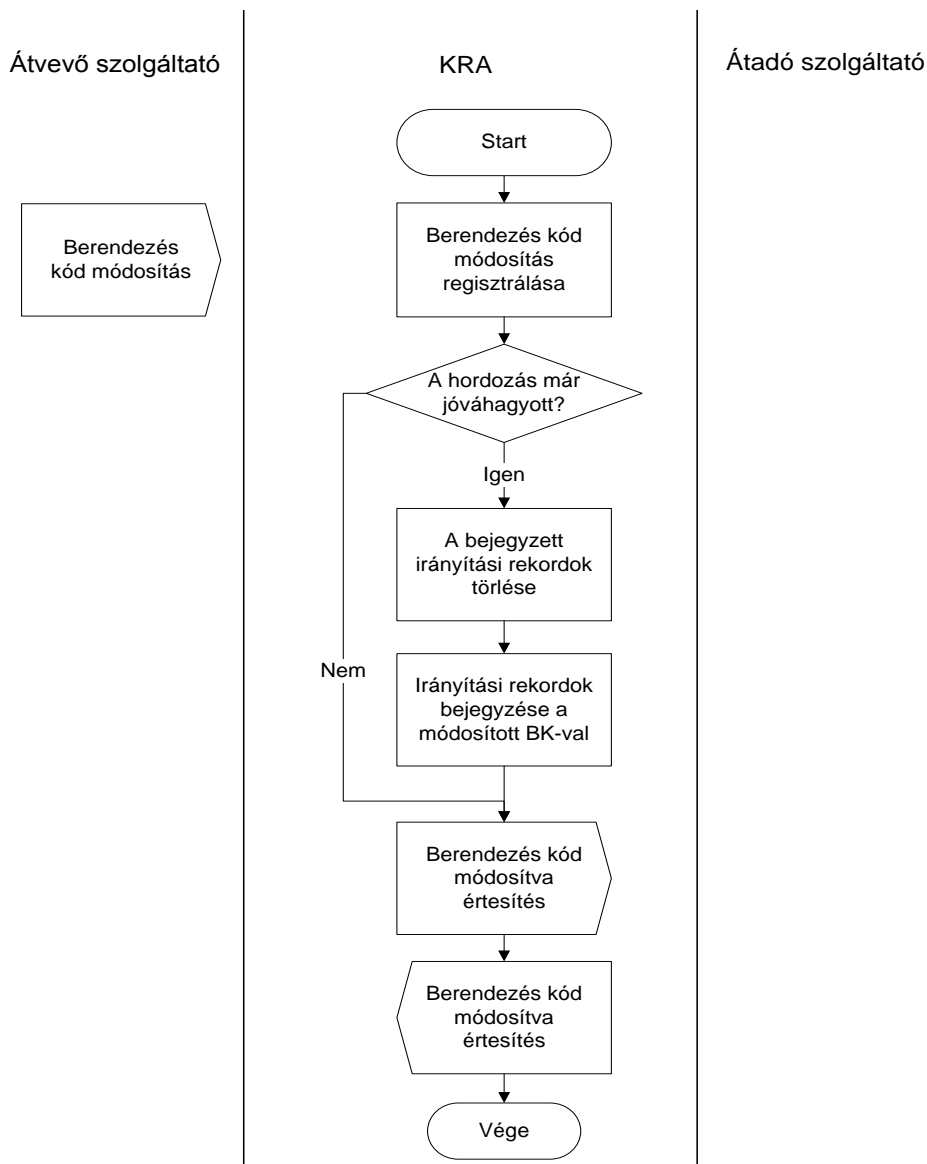 Átvevő szolgáltató
KRA
Átadó szolgáltató
Start
Berendezés
kód módosítás
Berendezés kód
módosítás
regisztrálása
A hordozás már
jóváhagyott?
Igen
A bejegyzett
irányítási rekordok
törlése
Nem
Irányítási rekordok
bejegyzése a
módosított BK-val
Berendezés kód
módosítva
értesítés
Berendezés kód
módosítva
értesítés
Vége